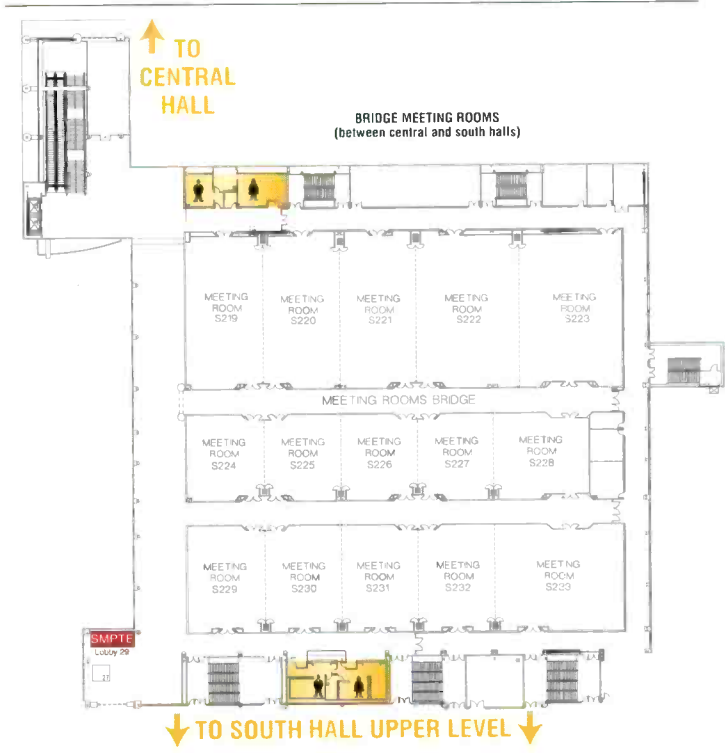 TO
CENTRAL
HALL
BRIDGE MEETING ROOMS
(between central and south halls)
MEETING
ROOM
S219
MEETING
ROOM
S220
MEETING
ROOM
S221
MEETING
ROOM
S222
MEETING
ROOM
S223
MEETING ROOMS BRIDGE
MEETING
ROOM
S224
MEETING
ROOM
S225
MEETING
ROOM
S226
MEETING
ROOM
S227
MEETING
ROOM
S228
MEETING
ROOM
S229
MEETING
ROOM
S230
MEETING
ROOM
S231
MEETING
ROOM
S232
MEETING
ROOM
S233
SMPTE
Lobby 29
TO SOUTH HALL UPPER LEVEL